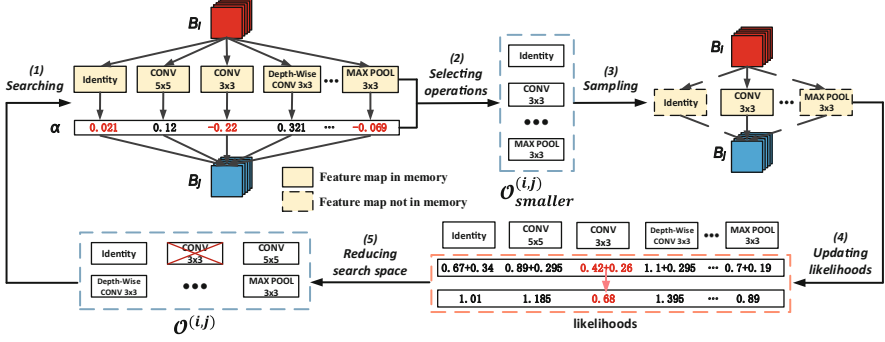 B_I
(1)
Searching
Identity
CONV
5x5
CONV
3x3
Depth-Wise
CONV 3x3
•••
MAX POOL
3x3
α
0.021
0.12
-0.22
0.321
···
-0.069
B_J
Feature map in memory
Feature map not in memory
(2)
Selecting
operations
Identity
CONV
3x3
•••
MAX POOL
3x3
𝒪^{(i,j)}_{smaller}
(3)
Sampling
B_I
Identity
CONV
3x3
•••
MAX POOL
3x3
B_J
(4)
Updating
likelihoods
Identity
CONV
5x5
CONV
3x3
Depth-Wise
CONV 3x3
•••
MAX POOL
3x3
0.67+0.34 0.89+0.295 0.42+0.26 1.1+0.295 ··· 0.7+0.19
1.01 1.185 0.68 1.395 ··· 0.89
likelihoods
(5)
Reducing
search space
Identity
CONV
3x3
CONV
5x5
Depth-Wise
CONV 3x3
•••
MAX POOL
3x3
𝒪^{(i,j)}